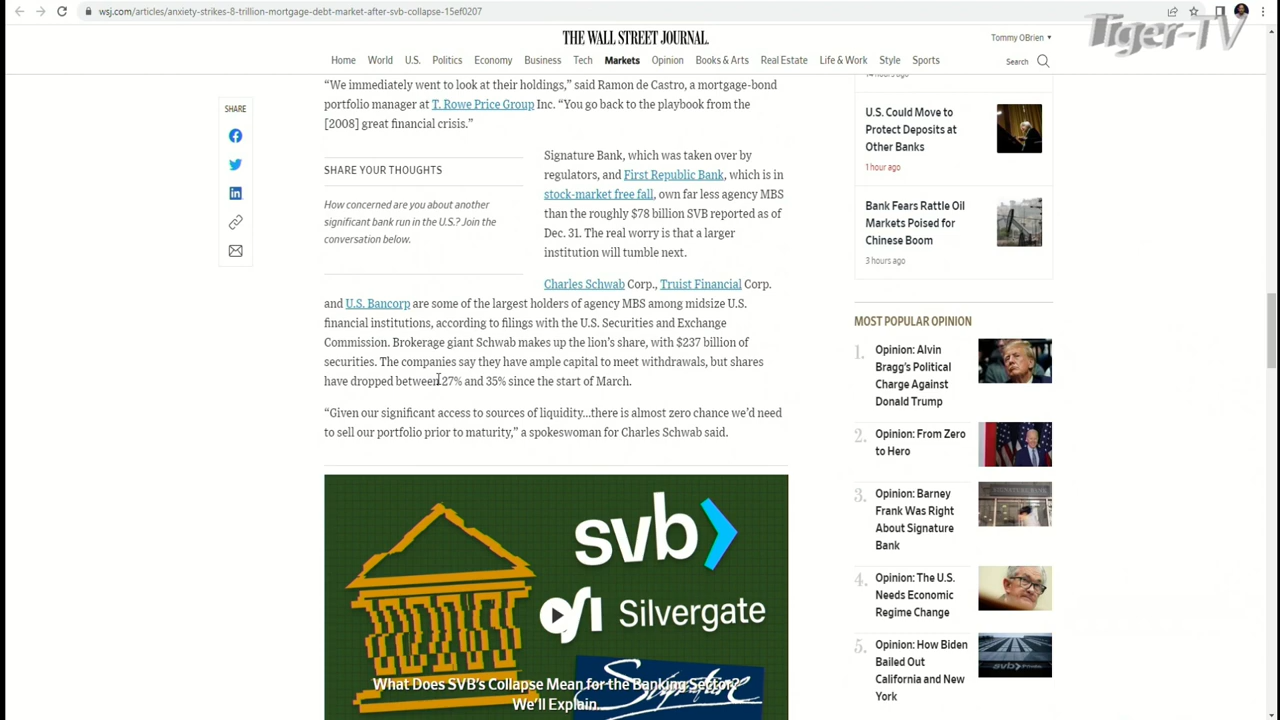 wsj.com/articles/anxiety-strikes-8-trillion-mortgage-debt-market-after-svb-collapse-15ef0207
Tiger-TV
THE WALL STREET JOURNAL.
Tommy OBrien
Home World U.S. Politics Economy Business Tech Markets Opinion Books & Arts Real Estate Life & Work Style Sports
Search
SHARE
“We immediately went to look at their holdings,” said Ramon de Castro, a mortgage-bond
portfolio manager at T. Rowe Price Group Inc. “You go back to the playbook from the
[2008] great financial crisis.”
SHARE YOUR THOUGHTS
How concerned are you about another
significant bank run in the U.S.? Join the
conversation below.
Signature Bank, which was taken over by
regulators, and First Republic Bank, which is in
stock-market free fall, own far less agency MBS
than the roughly $78 billion SVB reported as of
Dec. 31. The real worry is that a larger
institution will tumble next.
Charles Schwab Corp., Truist Financial Corp.
and U.S. Bancorp are some of the largest holders of agency MBS among midsize U.S.
financial institutions, according to filings with the U.S. Securities and Exchange
Commission. Brokerage giant Schwab makes up the lion’s share, with $237 billion of
securities. The companies say they have ample capital to meet withdrawals, but shares
have dropped between 27% and 35% since the start of March.
“Given our significant access to sources of liquidity...there is almost zero chance we’d need
to sell our portfolio prior to maturity,” a spokeswoman for Charles Schwab said.
svb
Silvergate
Signature
What Does SVB’s Collapse Mean for the Banking Sector?
We’ll Explain.
14 hours ago
U.S. Could Move to
Protect Deposits at
Other Banks
1 hour ago
Bank Fears Rattle Oil
Markets Poised for
Chinese Boom
3 hours ago
MOST POPULAR OPINION
1. Opinion: Alvin
Bragg’s Political
Charge Against
Donald Trump
2. Opinion: From Zero
to Hero
3. Opinion: Barney
Frank Was Right
About Signature
Bank
4. Opinion: The U.S.
Needs Economic
Regime Change
5. Opinion: How Biden
Bailed Out
California and New
York